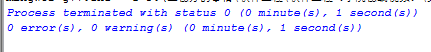 Process terminated with status 0 (0 minute(s), 1 second(s))
0 error(s), 0 warning(s) (0 minute(s), 1 second(s))